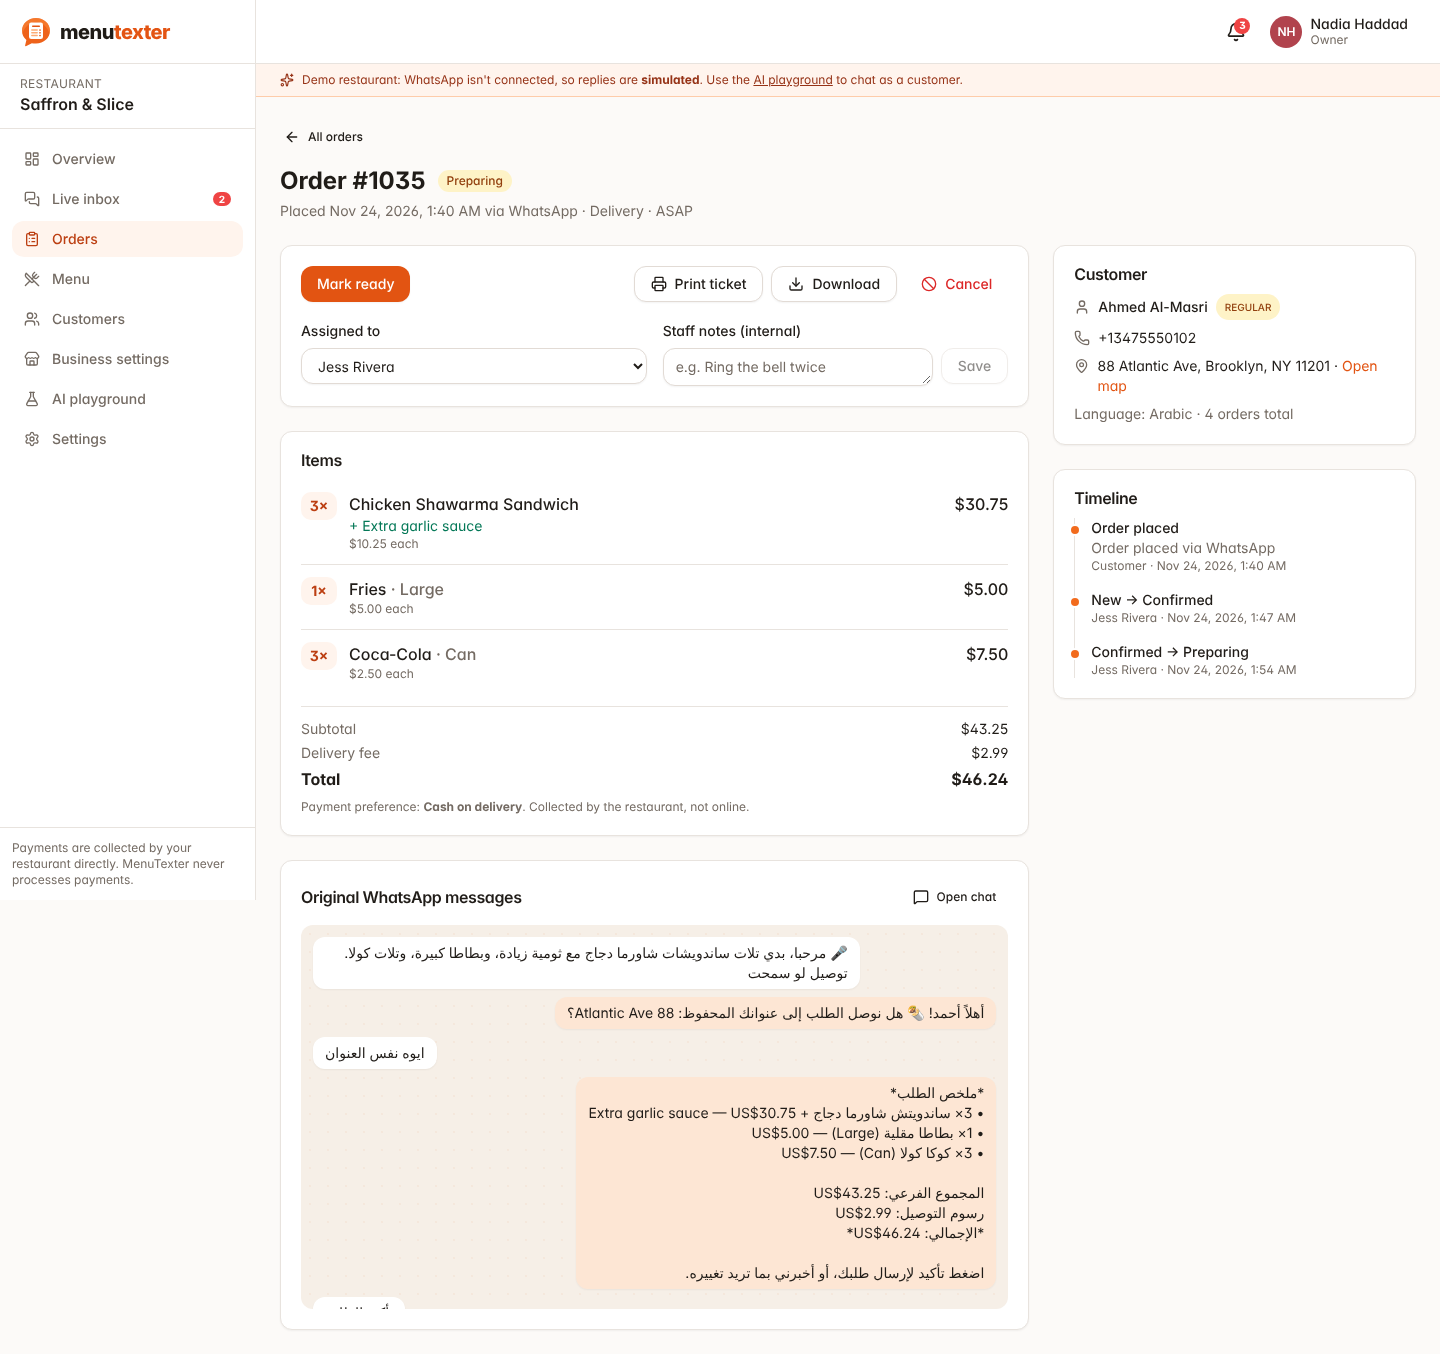 menutexter
3
NH
Nadia Haddad
Owner
RESTAURANT
Saffron & Slice
Overview
Live inbox
2
Orders
Menu
Customers
Business settings
AI playground
Settings
Payments are collected by your
restaurant directly. MenuTexter never
processes payments.
Demo restaurant: WhatsApp isn't connected, so replies are simulated. Use the AI playground to chat as a customer.
All orders
Order #1035
Preparing
Placed Nov 24, 2026, 1:40 AM via WhatsApp · Delivery · ASAP
Mark ready
Print ticket
Download
Cancel
Assigned to
Jess Rivera
Staff notes (internal)
e.g. Ring the bell twice
Save
Items
3× Chicken Shawarma Sandwich $30.75
+ Extra garlic sauce
$10.25 each
1× Fries · Large $5.00
$5.00 each
3× Coca-Cola · Can $7.50
$2.50 each
Subtotal $43.25
Delivery fee $2.99
Total $46.24
Payment preference: Cash on delivery. Collected by the restaurant, not online.
Original WhatsApp messages
Open chat
🎤 مرحبا، بدي تلات ساندويشات شاورما دجاج مع ثومية زيادة، وبطاطا كبيرة، وتلات كولا.
توصيل لو سمحت
أهلاً أحمد! 🌯 هل نوصل الطلب إلى عنوانك المحفوظ: 88 Atlantic Ave؟
ايوه نفس العنوان
*ملخص الطلب*
• 3× ساندويتش شاورما دجاج + Extra garlic sauce — US$30.75
• 1× بطاطا مقلية (Large) — US$5.00
• 3× كوكا كولا (Can) — US$7.50
المجموع الفرعي: US$43.25
رسوم التوصيل: US$2.99
*الإجمالي: US$46.24*
اضغط تأكيد لإرسال طلبك، أو أخبرني بما تريد تغييره.
Customer
Ahmed Al-Masri REGULAR
+13475550102
88 Atlantic Ave, Brooklyn, NY 11201 · Open
map
Language: Arabic · 4 orders total
Timeline
Order placed
Order placed via WhatsApp
Customer · Nov 24, 2026, 1:40 AM
New → Confirmed
Jess Rivera · Nov 24, 2026, 1:47 AM
Confirmed → Preparing
Jess Rivera · Nov 24, 2026, 1:54 AM